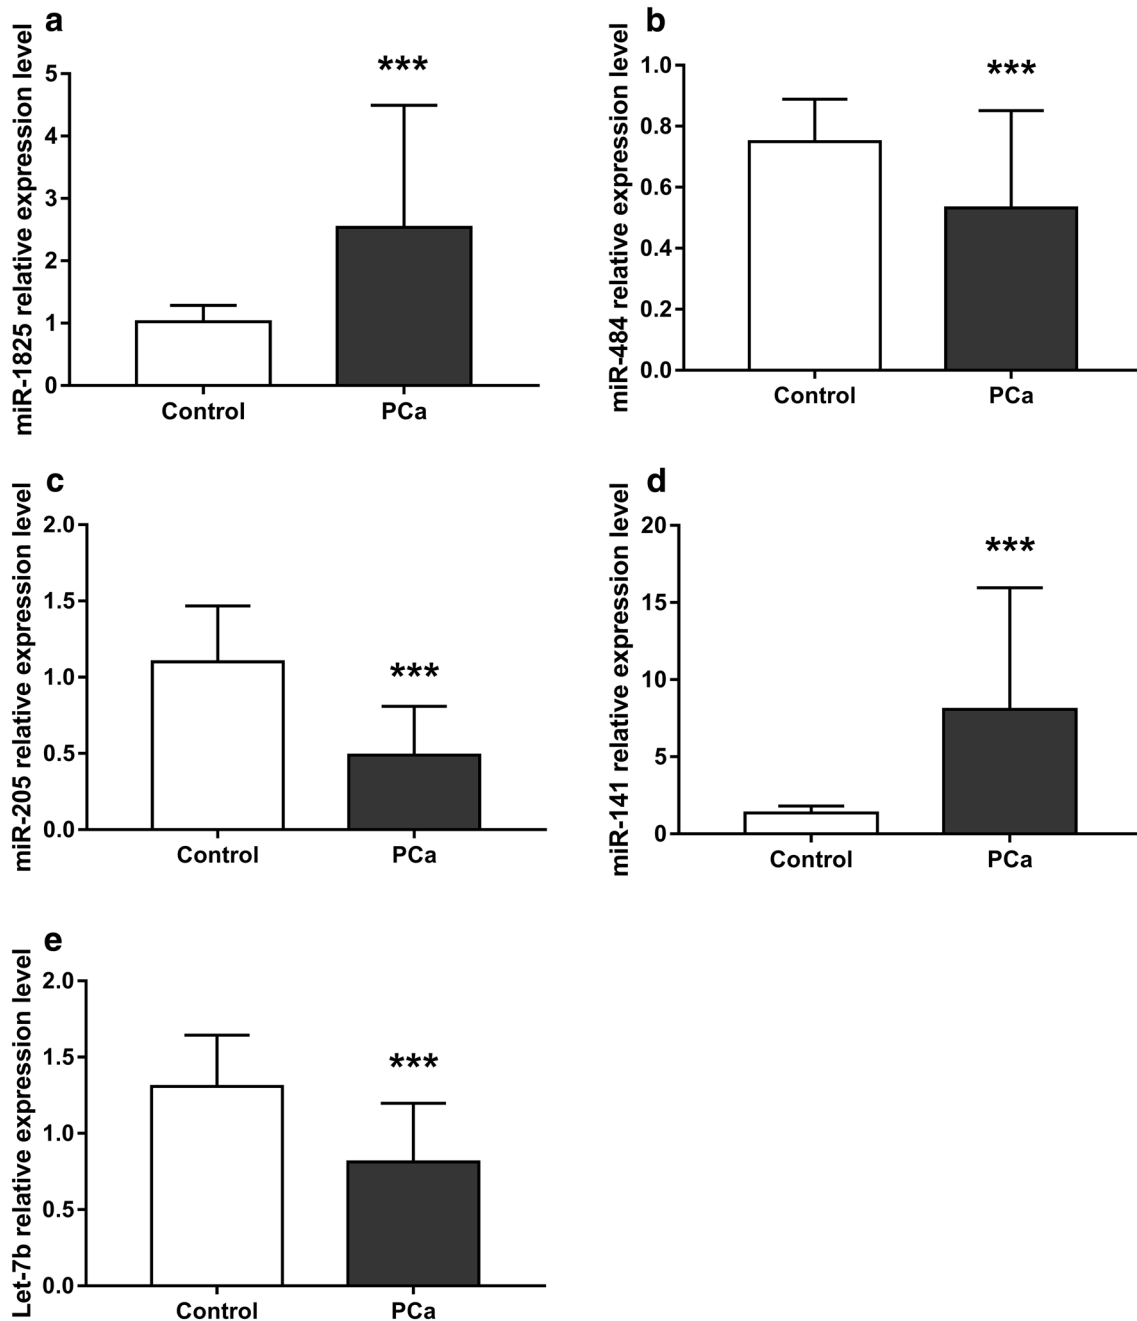 a
miR-1825 relative expression level
5
4
3
2
1
0
***
Control
PCa
b
miR-484 relative expression level
1.0
0.8
0.6
0.4
0.2
0.0
***
Control
PCa
c
miR-205 relative expression level
2.0
1.5
1.0
0.5
0.0
***
Control
PCa
d
miR-141 relative expression level
20
15
10
5
0
***
Control
PCa
e
Let-7b relative expression level
2.0
1.5
1.0
0.5
0.0
***
Control
PCa